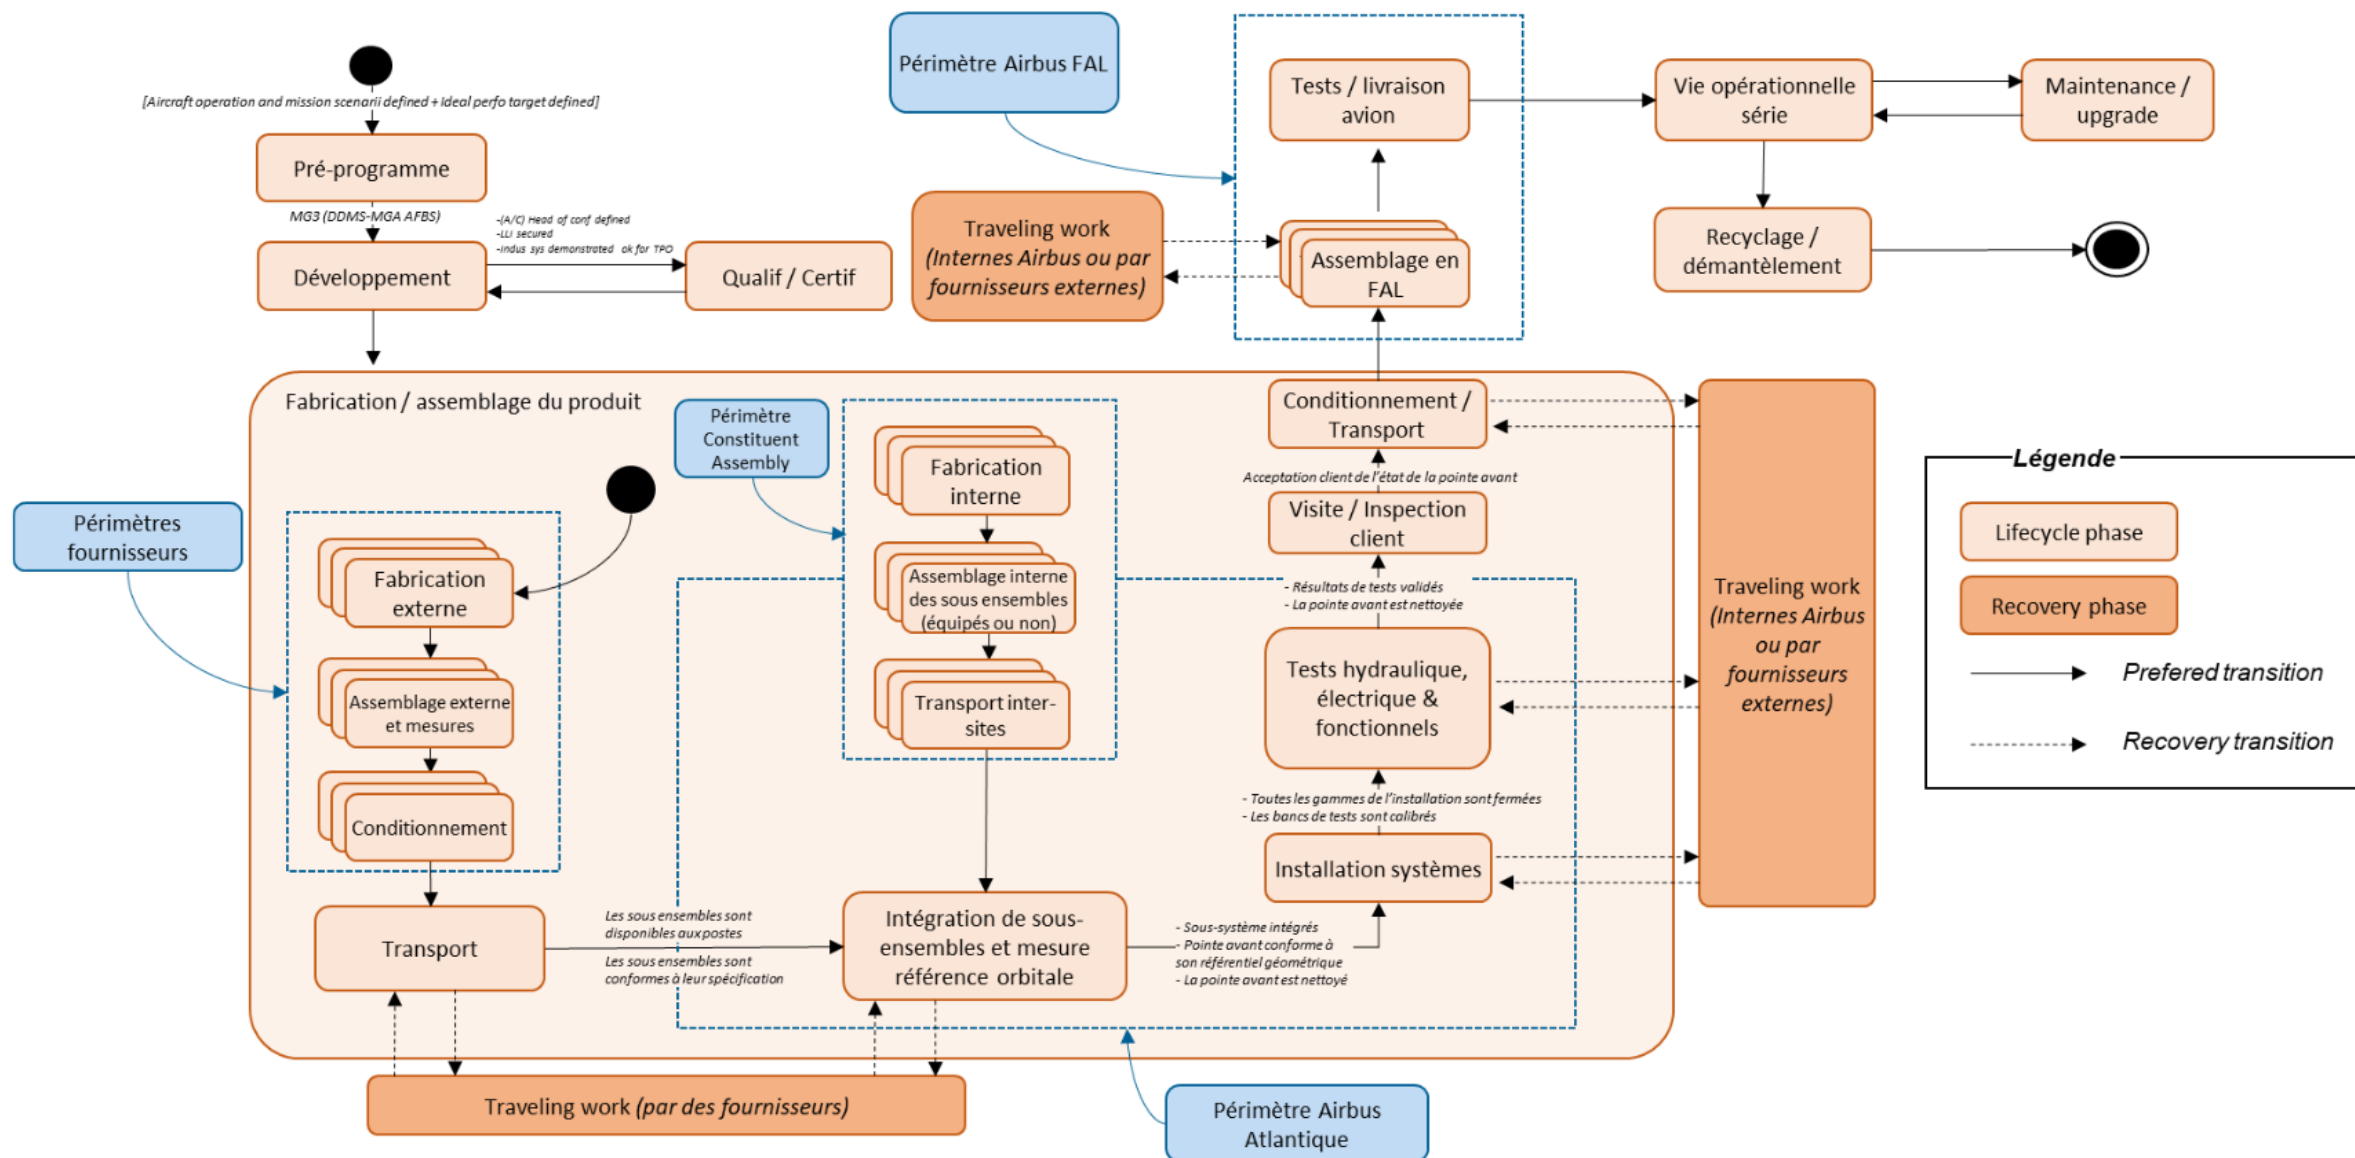 [Aircraft operation and mission scenarii defined + Ideal perfo target defined]
Pré-programme
MG3 (DDMS-MGA AFBS)
-(A/C) Head of conf defined
-LLI secured
-Indus sys demonstrated ok for TPO
Développement
Qualif / Certif
Périmètre Airbus FAL
Tests / livraison
avion
Vie opérationnelle
série
Maintenance /
upgrade
Traveling work
(Internes Airbus ou par
fournisseurs externes)
Assemblage en
FAL
Recyclage /
démantèlement
Fabrication / assemblage du produit
Périmètres
fournisseurs
Fabrication
externe
Assemblage externe
et mesures
Conditionnement
Transport
Les sous ensembles sont
disponibles aux postes
Les sous ensembles sont
conformes à leur spécification
Périmètre
Constituent
Assembly
Fabrication
interne
Assemblage interne
des sous ensembles
(équipés ou non)
Transport inter-
sites
Intégration de sous-
ensembles et mesure
référence orbitale
- Sous-système intégrés
- Pointe avant conforme à
son référentiel géométrique
- La pointe avant est nettoyé
Conditionnement /
Transport
Acceptation client de l'état de la pointe avant
Visite / Inspection
client
- Résultats de tests validés
- La pointe avant est nettoyée
Tests hydraulique,
électrique &
fonctionnels
- Toutes les gammes de l'installation sont fermées
- Les bancs de tests sont calibrés
Installation systèmes
Traveling work
(Internes Airbus
ou par
fournisseurs
externes)
Traveling work (par des fournisseurs)
Périmètre Airbus
Atlantique
Légende
Lifecycle phase
Recovery phase
Prefered transition
Recovery transition